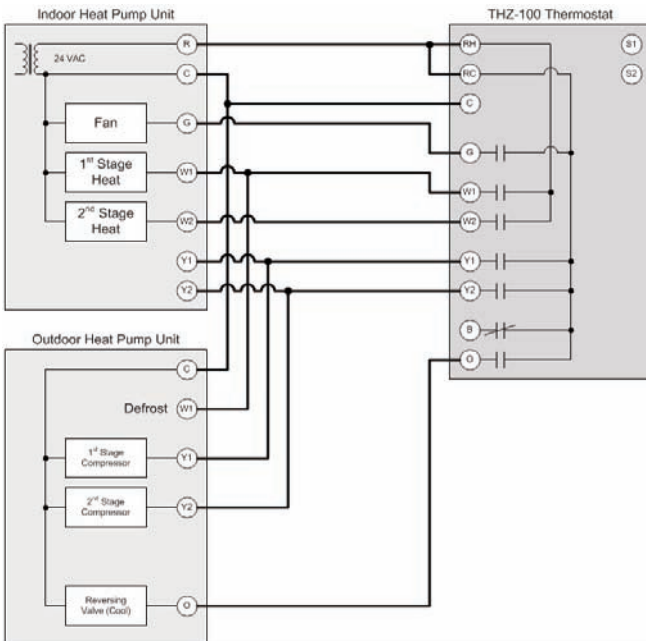 Indoor Heat Pump Unit
THZ-100 Thermostat
R
RH
S1
24 VAC
C
RC
S2
C
Fan
G
G
1st Stage
Heat
W1
W1
2nd Stage
Heat
W2
W2
Y1
Y1
Y2
Y2
B
O
Outdoor Heat Pump Unit
C
Defrost
W1
1st Stage
Compressor
Y1
2nd Stage
Compressor
Y2
Reversing
Valve (Cool)
O